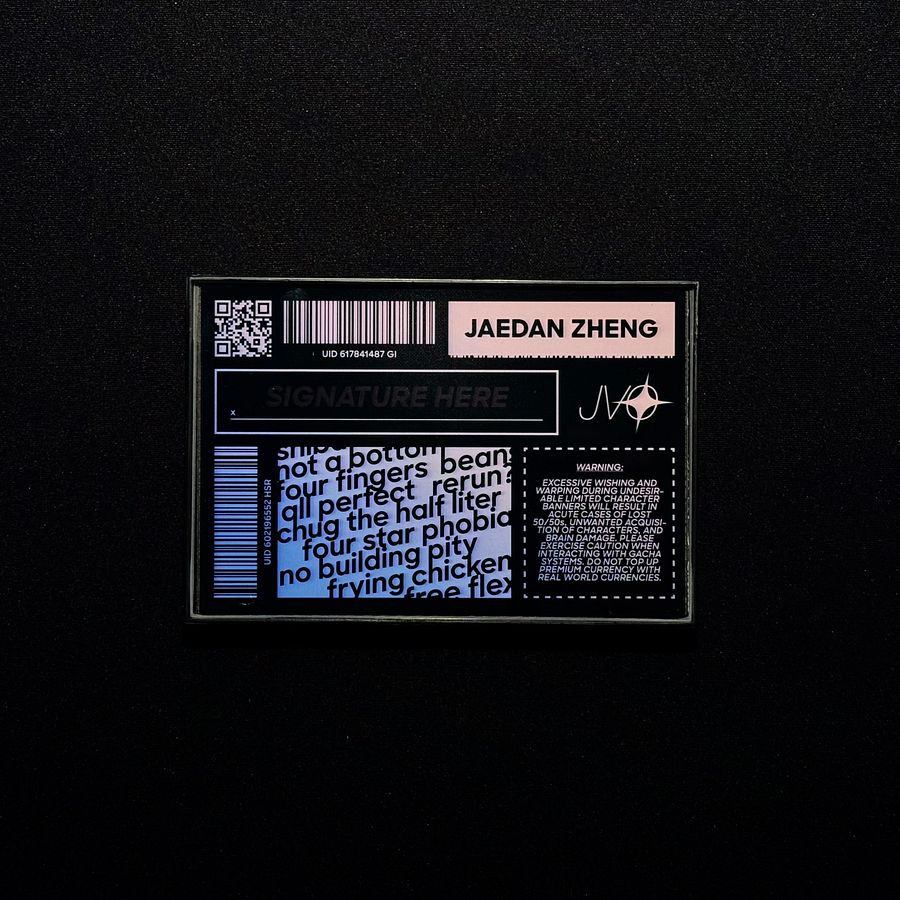 UID 617841487 GI
JAEDAN ZHENG
SIGNATURE HERE
x
UID 602196552 HSR
not a bottom
four fingers bean?
all perfect rerun?
chug the half liter
four star phobia
no building pity
frying chicken
free flex
WARNING:
EXCESSIVE WISHING AND
WARPING DURING UNDESIR-
ABLE LIMITED CHARACTER
BANNERS WILL RESULT IN
ACUTE CASES OF LOST
50/50s, UNWANTED ACQUISI-
TION OF CHARACTERS, AND
BRAIN DAMAGE. PLEASE
EXERCISE CAUTION WHEN
INTERACTING WITH GACHA
SYSTEMS. DO NOT TOP UP
PREMIUM CURRENCY WITH
REAL WORLD CURRENCIES.